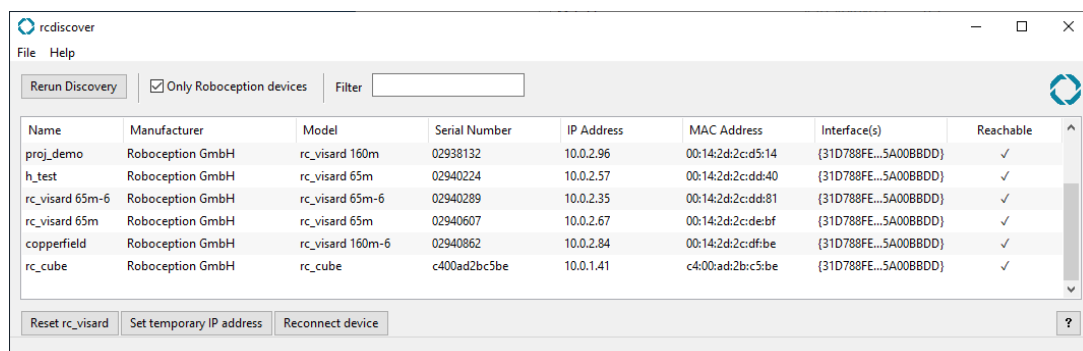 rcdiscover
File Help
Rerun Discovery Only Roboception devices Filter
Name Manufacturer Model Serial Number IP Address MAC Address Interface(s) Reachable
proj_demo Roboception GmbH rc_visard 160m 02938132 10.0.2.96 00:14:2d:2c:d5:14 {31D788FE...5A00BBDD} ✓
h_test Roboception GmbH rc_visard 65m 02940224 10.0.2.57 00:14:2d:2c:dd:40 {31D788FE...5A00BBDD} ✓
rc_visard 65m-6 Roboception GmbH rc_visard 65m-6 02940289 10.0.2.35 00:14:2d:2c:dd:81 {31D788FE...5A00BBDD} ✓
rc_visard 65m Roboception GmbH rc_visard 65m 02940607 10.0.2.67 00:14:2d:2c:de:bf {31D788FE...5A00BBDD} ✓
copperfield Roboception GmbH rc_visard 160m-6 02940862 10.0.2.84 00:14:2d:2c:df:be {31D788FE...5A00BBDD} ✓
rc_cube Roboception GmbH rc_cube c400ad2bc5be 10.0.1.41 c4:00:ad:2b:c5:be {31D788FE...5A00BBDD} ✓
Reset rc_visard Set temporary IP address Reconnect device ?